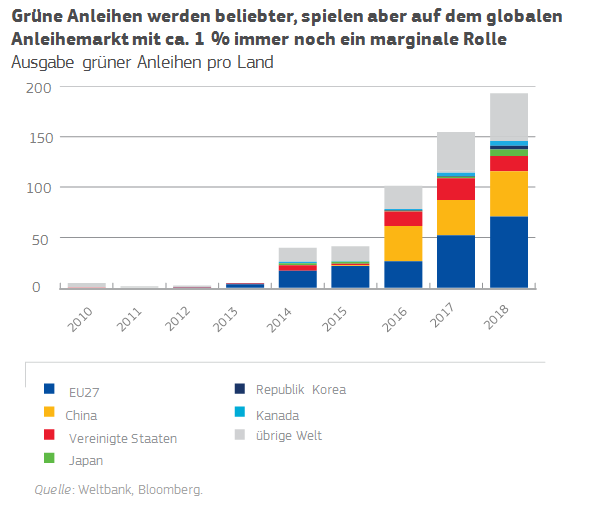 Grüne Anleihen werden beliebter, spielen aber auf dem globalen
Anleihemarkt mit ca. 1 % immer noch ein marginale Rolle
Ausgabe grüner Anleihen pro Land
200
150
100
50
0
2010 2011 2012 2013 2014 2015 2016 2017 2018
EU27
China
Vereinigte Staaten
Japan
Republik Korea
Kanada
übrige Welt
Quelle: Weltbank, Bloomberg.